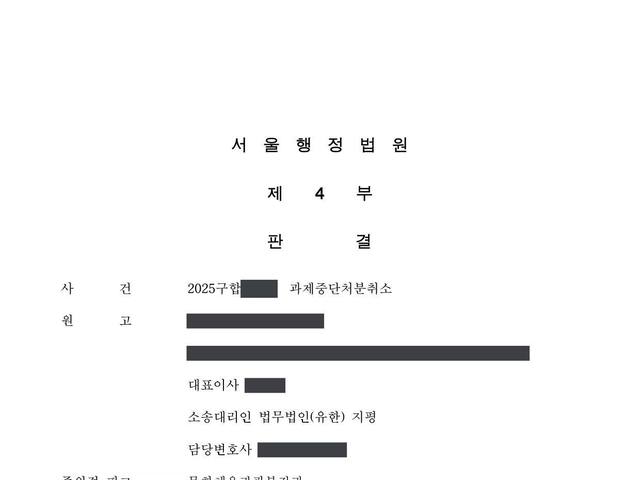 서 울 행 정 법 원
제 4 부
판 결
사 건 2025구합 과제중단처분취소
원 고
대표이사
소송대리인 법무법인(유한) 지평
담당변호사